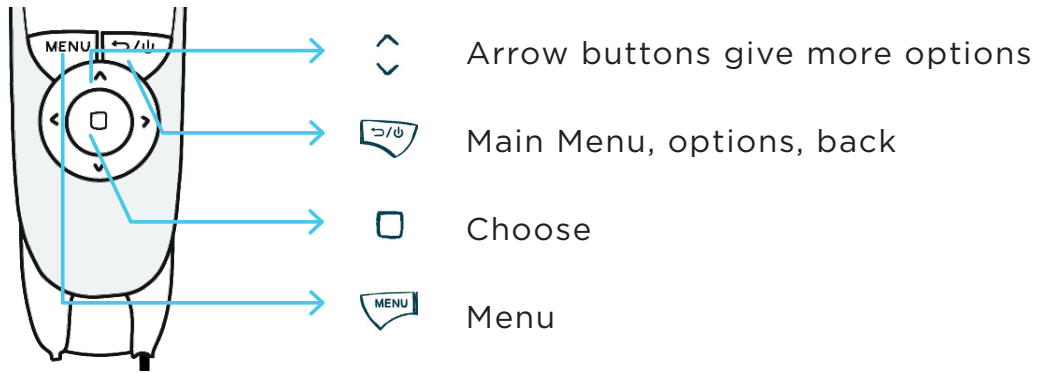 MENU
Arrow buttons give more options
Main Menu, options, back
Choose
MENU
Menu